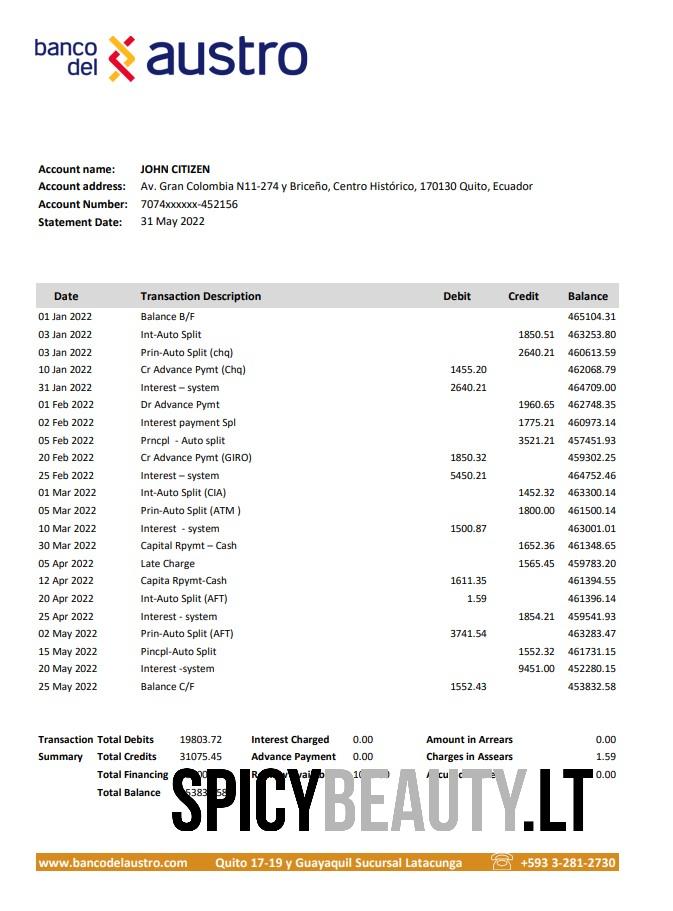 banco del austro
Account name: JOHN CITIZEN
Account address: Av. Gran Colombia N11-274 y Briceño, Centro Histórico, 170130 Quito, Ecuador
Account Number: 7074xxxxxx-452156
Statement Date: 31 May 2022
Date Transaction Description Debit Credit Balance
01 Jan 2022 Balance B/F 465104.31
03 Jan 2022 Int-Auto Split 1850.51 463253.80
03 Jan 2022 Prin-Auto Split (chq) 2640.21 460613.59
10 Jan 2022 Cr Advance Pymt (Chq) 1455.20 462068.79
31 Jan 2022 Interest – system 2640.21 464709.00
01 Feb 2022 Dr Advance Pymt 1960.65 462748.35
02 Feb 2022 Interest payment Spl 1775.21 460973.14
05 Feb 2022 Prncpl - Auto split 3521.21 457451.93
20 Feb 2022 Cr Advance Pymt (GIRO) 1850.32 459302.25
25 Feb 2022 Interest – system 5450.21 464752.46
01 Mar 2022 Int-Auto Split (CIA) 1452.32 463300.14
05 Mar 2022 Prin-Auto Split (ATM ) 1800.00 461500.14
10 Mar 2022 Interest - system 1500.87 463001.01
30 Mar 2022 Capital Rpymt – Cash 1652.36 461348.65
05 Apr 2022 Late Charge 1565.45 459783.20
12 Apr 2022 Capita Rpymt-Cash 1611.35 461394.55
20 Apr 2022 Int-Auto Split (AFT) 1.59 461396.14
25 Apr 2022 Interest - system 1854.21 459541.93
02 May 2022 Prin-Auto Split (AFT) 3741.54 463283.47
15 May 2022 Pincpl-Auto Split 1552.32 461731.15
20 May 2022 Interest -system 9451.00 452280.15
25 May 2022 Balance C/F 1552.43 453832.58
Transaction Total Debits 19803.72 Interest Charged 0.00 Amount in Arrears 0.00
Summary Total Credits 31075.45 Advance Payment 0.00 Charges in Assears 1.59
Total Financing 0.00
Total Balance
SPICYBEAUTY.LT
www.bancodelaustro.com Quito 17-19 y Guayaquil Sucursal Latacunga +593 3-281-2730